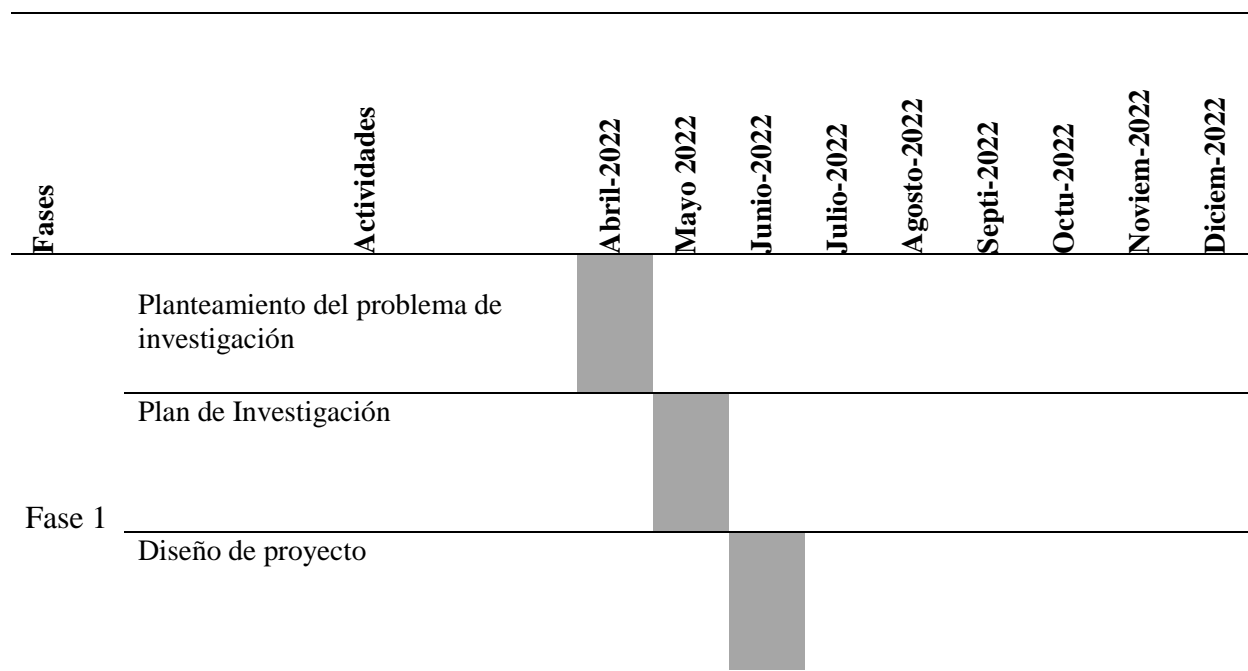 Fases
Actividades
Abril-2022
Mayo 2022
Junio-2022
Julio-2022
Agosto-2022
Septi-2022
Octu-2022
Noviem-2022
Diciem-2022
Fase 1
Planteamiento del problema de
investigación
Plan de Investigación
Diseño de proyecto